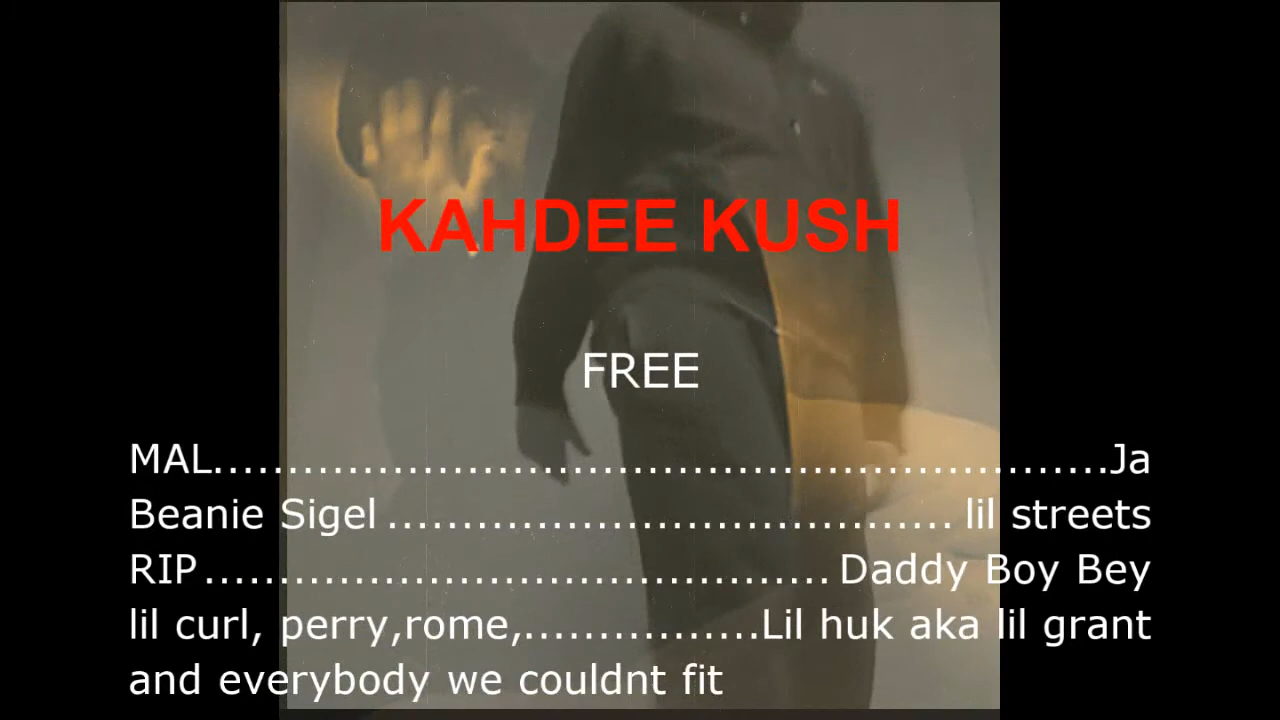 KAHDEE KUSH
FREE
MAL............................................................Ja
Beanie Sigel ...................................... lil streets
RIP .......................................... Daddy Boy Bey
lil curl, perry,rome,................Lil huk aka lil grant
and everybody we couldnt fit